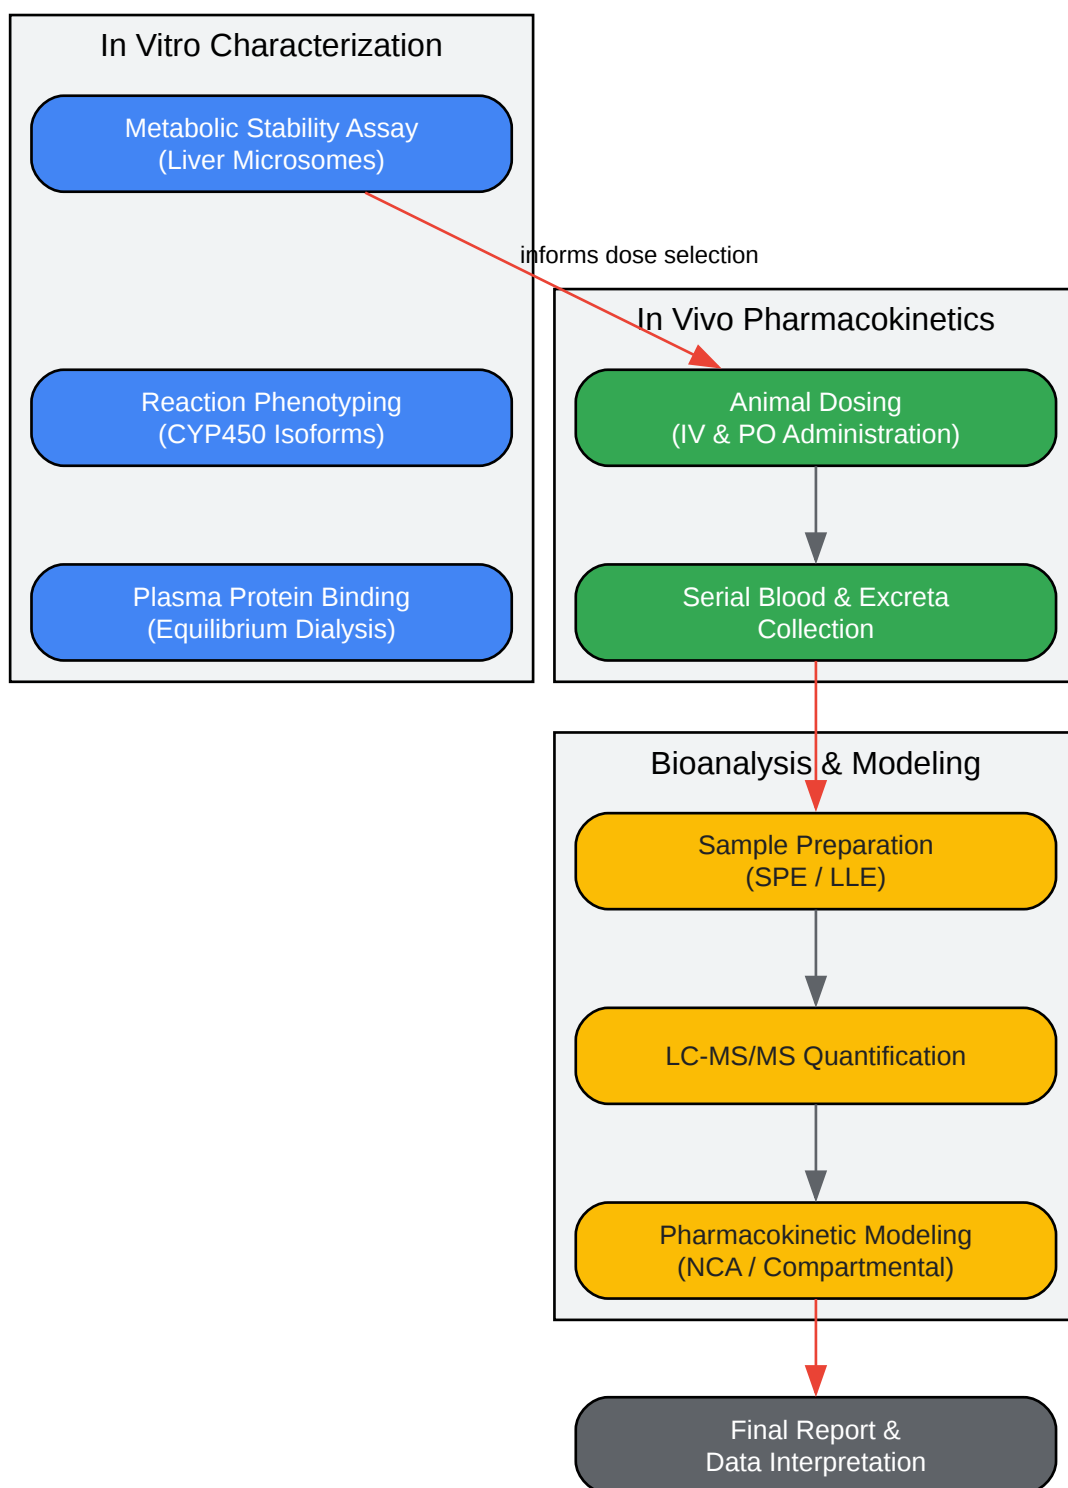 In Vitro Characterization
Metabolic Stability Assay
(Liver Microsomes)
informs dose selection
In Vivo Pharmacokinetics
Reaction Phenotyping
(CYP450 Isoforms)
Animal Dosing
(IV & PO Administration)
Plasma Protein Binding
(Equilibrium Dialysis)
Serial Blood & Excreta
Collection
Bioanalysis & Modeling
Sample Preparation
(SPE / LLE)
LC-MS/MS Quantification
Pharmacokinetic Modeling
(NCA / Compartmental)
Final Report &
Data Interpretation